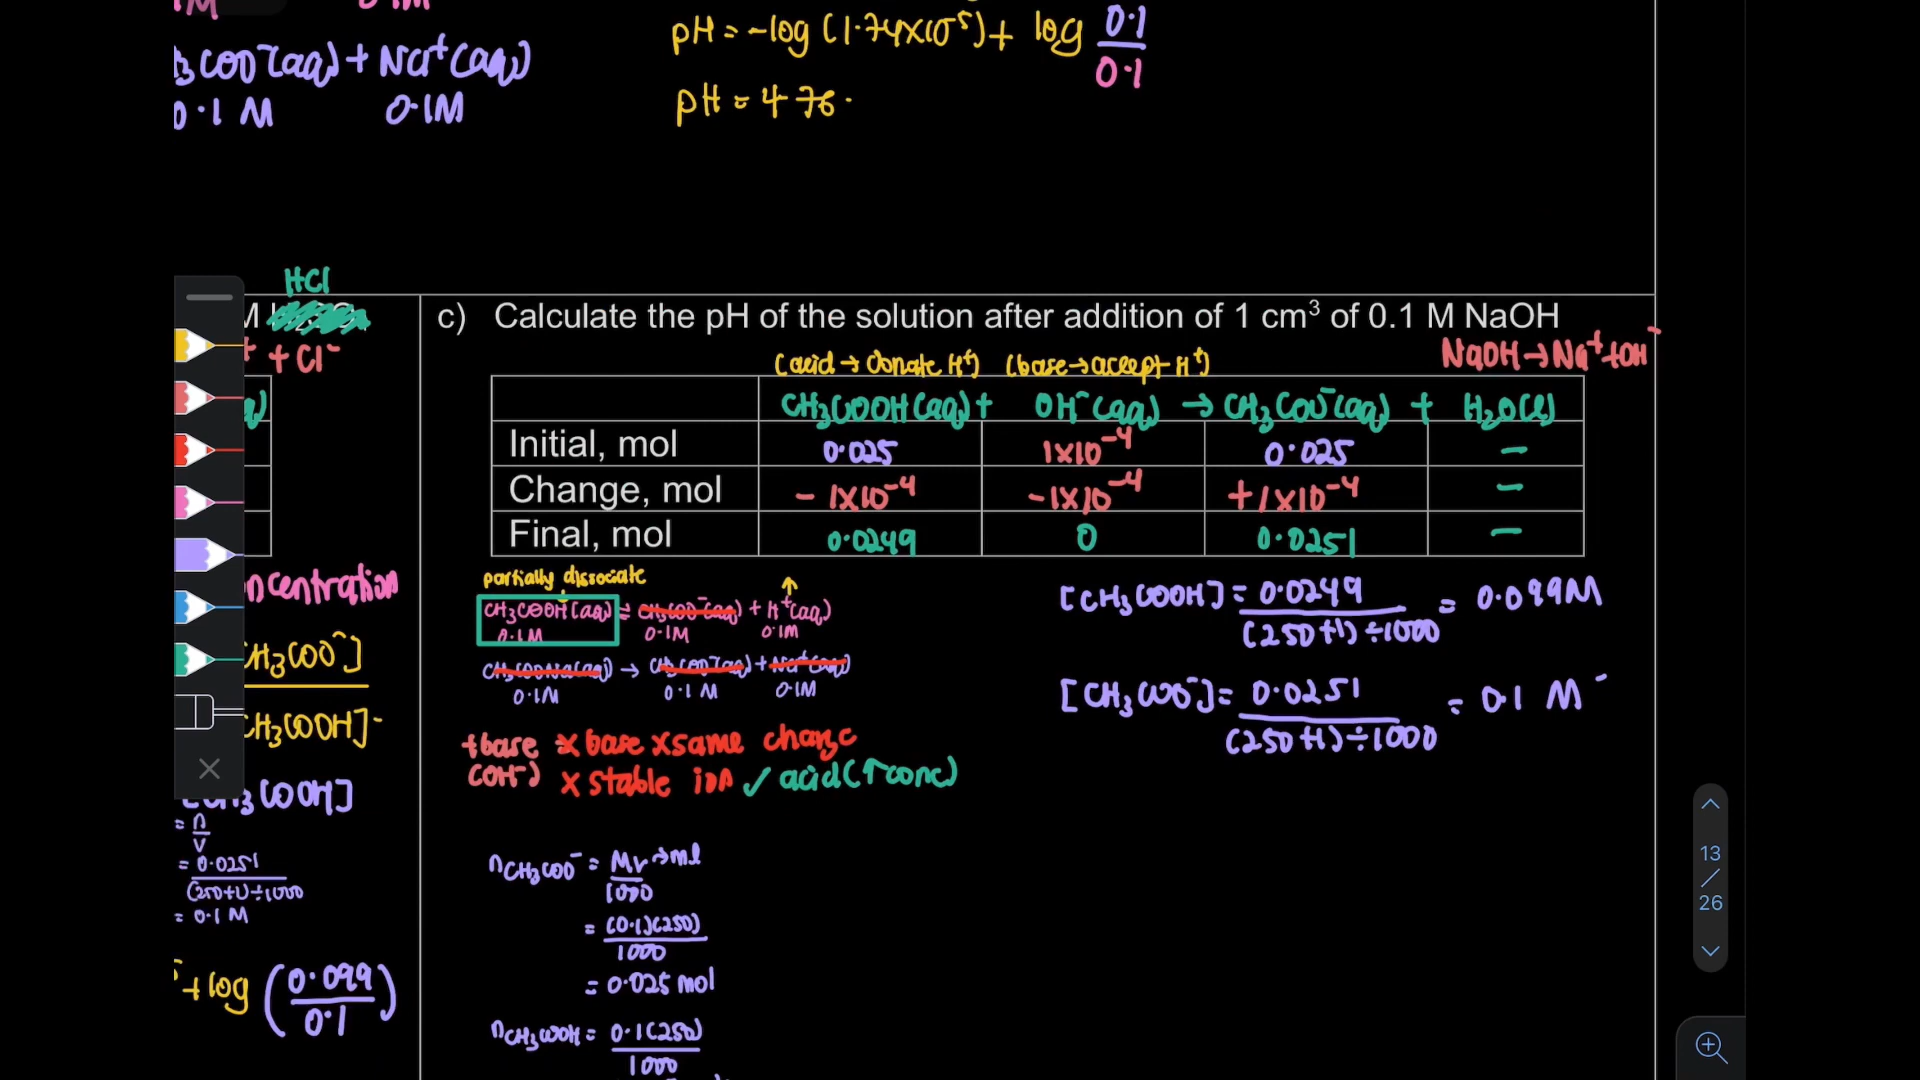 pH = -log (1.74x10⁻⁵) + log 0.1
0.1
pH = 4.76.
COO⁻(aq) + Na⁺(aq)
0.1 M 0.1M
HCl
+ Cl⁻
c) Calculate the pH of the solution after addition of 1 cm³ of 0.1 M NaOH
NaOH → Na⁺ + OH⁻
(acid → donate H⁺) (base → accept H⁺)
CH₃COOH(aq) + OH⁻(aq) → CH₃COO⁻(aq) + H₂O(l)
Initial, mol 0.025 1x10⁻⁴ 0.025 -
Change, mol - 1x10⁻⁴ -1x10⁻⁴ +1x10⁻⁴ -
Final, mol 0.0249 0 0.0251 -
partially dissociate ↑
CH₃COOH(aq) ⇌ CH₃COO⁻(aq) + H⁺(aq)
0.1M 0.1M 0.1M
CH₃COONa(aq) → CH₃COO⁻(aq) + Na⁺(aq)
0.1M 0.1 M 0.1M
+base x base x same charge
(OH⁻) x stable ion ✓ acid (↑ conc)
nCH₃COO⁻ = Mv → ml
1000
= (0.1)(250)
1000
= 0.025 mol
nCH₃COOH = 0.1(250)
1000
[CH₃COOH] = 0.0249 = 0.099M
(250+1)÷1000
[CH₃COO⁻] = 0.0251 = 0.1 M
(250+1)÷1000
ncentration
CH₃COO⁻]
CH₃COOH]
COOH]
= n
V
= 0.0251
(250+1)÷1000
= 0.1 M
+ log (0.099
0.1)
13
/
26